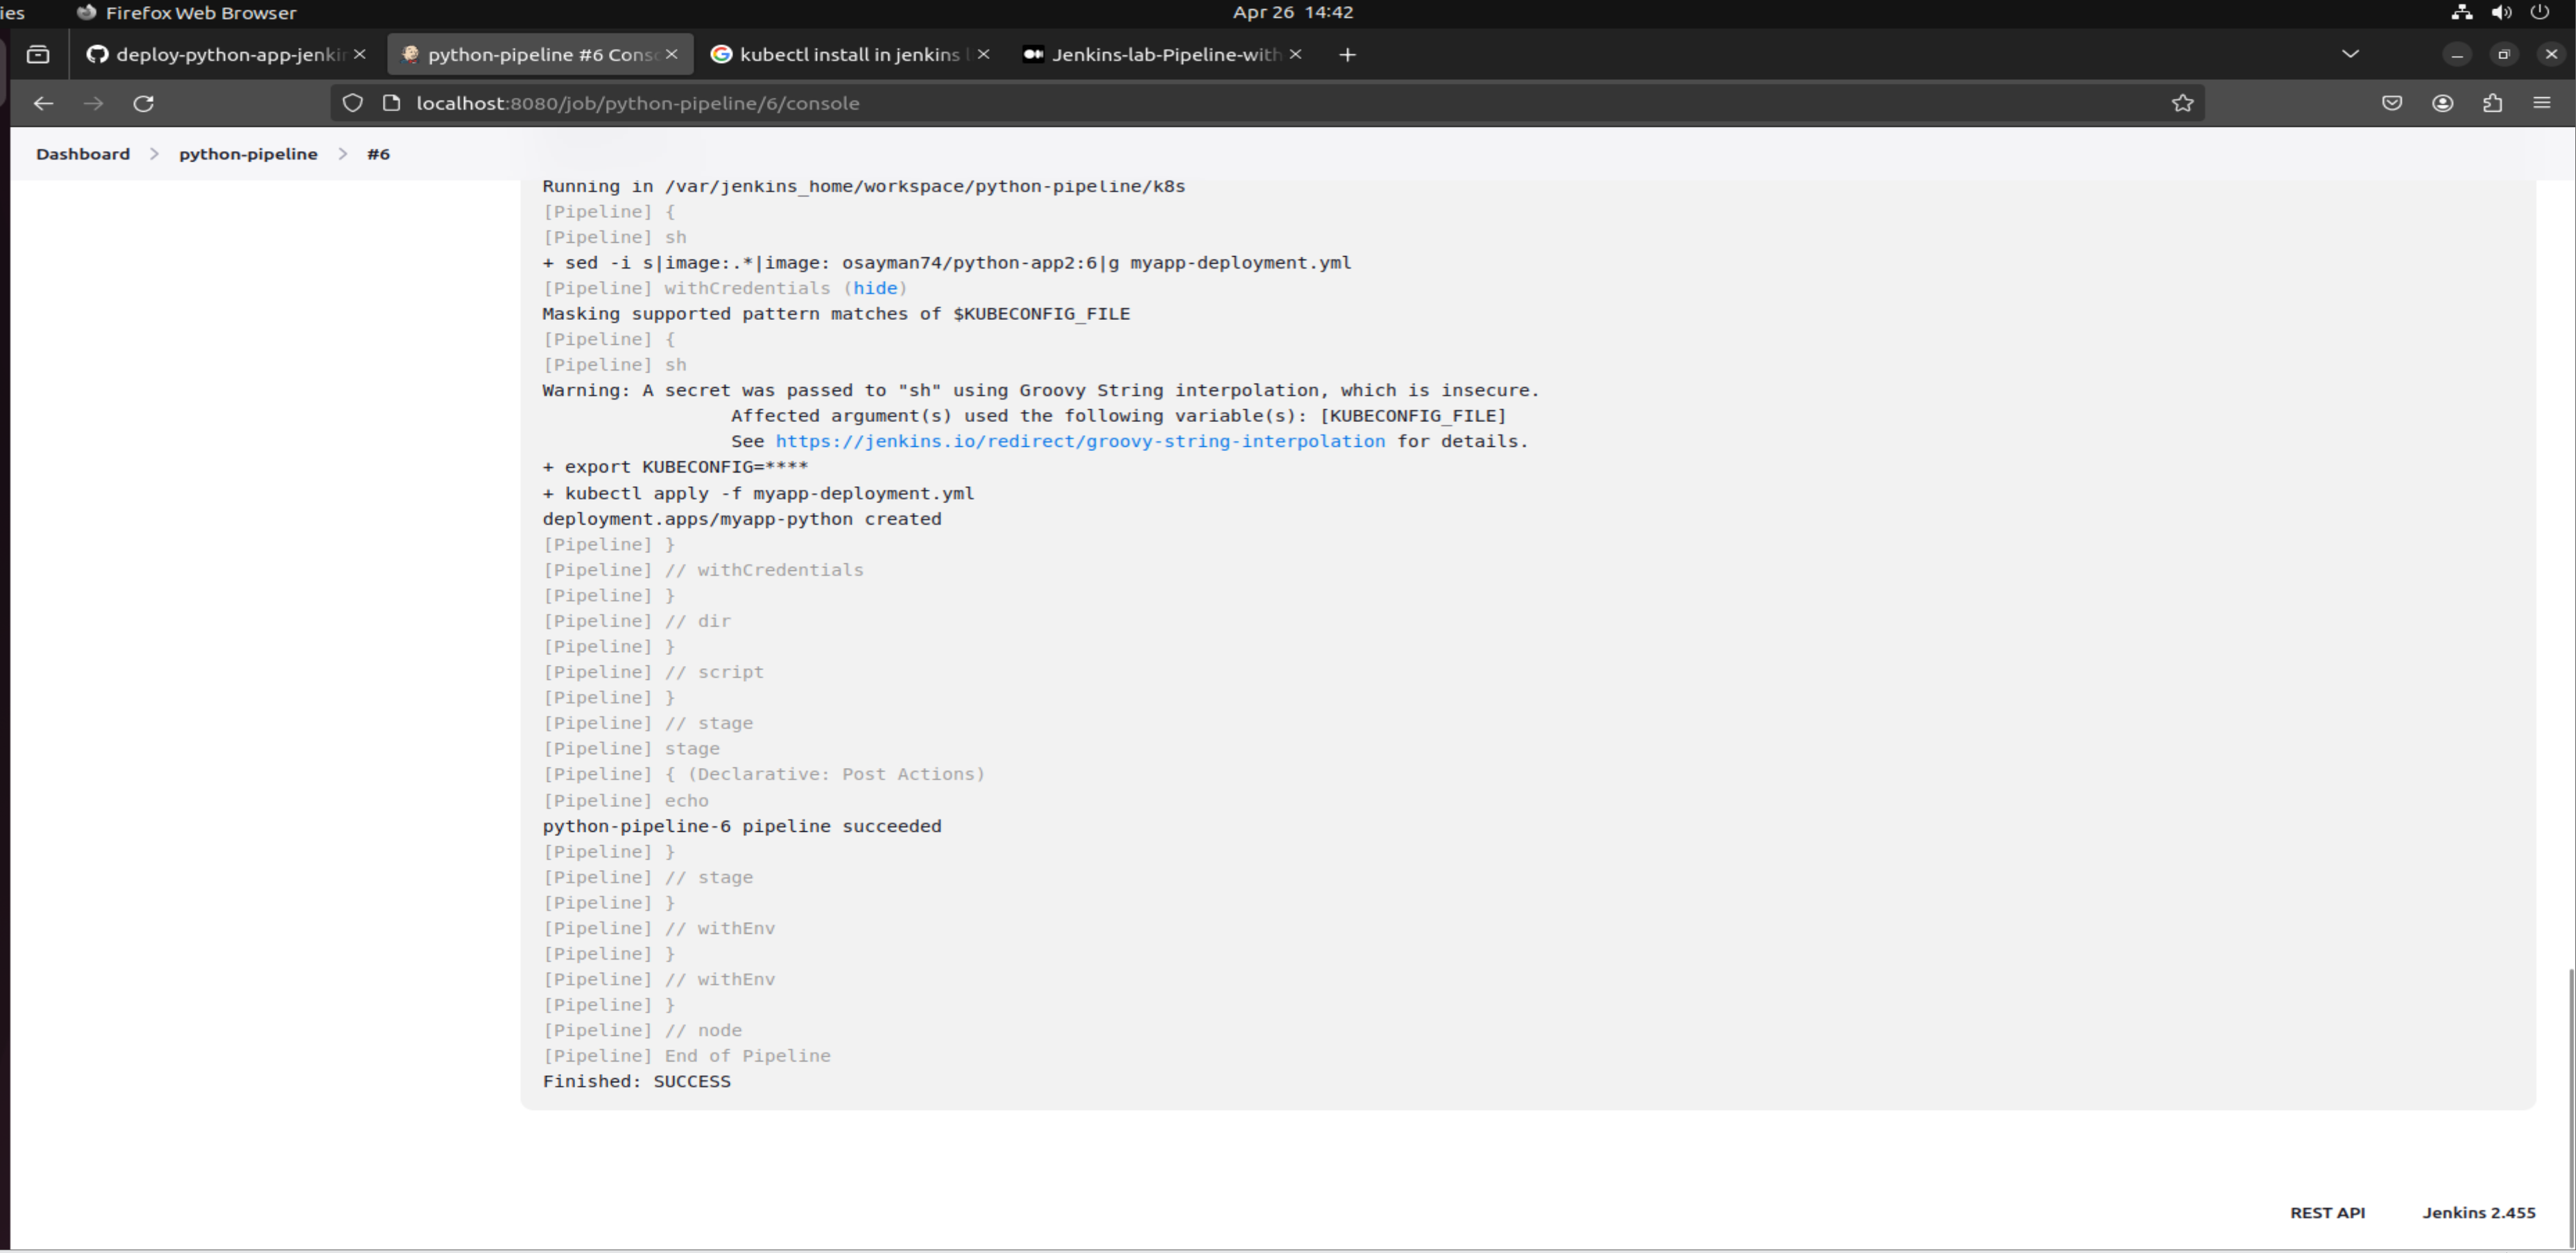 ies Firefox Web Browser Apr 26 14:42
deploy-python-app-jenkin python-pipeline #6 Conso kubectl install in jenkins Jenkins-lab-Pipeline-with
localhost:8080/job/python-pipeline/6/console
Dashboard > python-pipeline > #6
Running in /var/jenkins_home/workspace/python-pipeline/k8s
[Pipeline] {
[Pipeline] sh
+ sed -i s|image:.*|image: osayman74/python-app2:6|g myapp-deployment.yml
[Pipeline] withCredentials (hide)
Masking supported pattern matches of $KUBECONFIG_FILE
[Pipeline] {
[Pipeline] sh
Warning: A secret was passed to "sh" using Groovy String interpolation, which is insecure.
Affected argument(s) used the following variable(s): [KUBECONFIG_FILE]
See https://jenkins.io/redirect/groovy-string-interpolation for details.
+ export KUBECONFIG=****
+ kubectl apply -f myapp-deployment.yml
deployment.apps/myapp-python created
[Pipeline] }
[Pipeline] // withCredentials
[Pipeline] }
[Pipeline] // dir
[Pipeline] }
[Pipeline] // script
[Pipeline] }
[Pipeline] // stage
[Pipeline] stage
[Pipeline] { (Declarative: Post Actions)
[Pipeline] echo
python-pipeline-6 pipeline succeeded
[Pipeline] }
[Pipeline] // stage
[Pipeline] }
[Pipeline] // withEnv
[Pipeline] }
[Pipeline] // withEnv
[Pipeline] }
[Pipeline] // node
[Pipeline] End of Pipeline
Finished: SUCCESS
REST API Jenkins 2.455